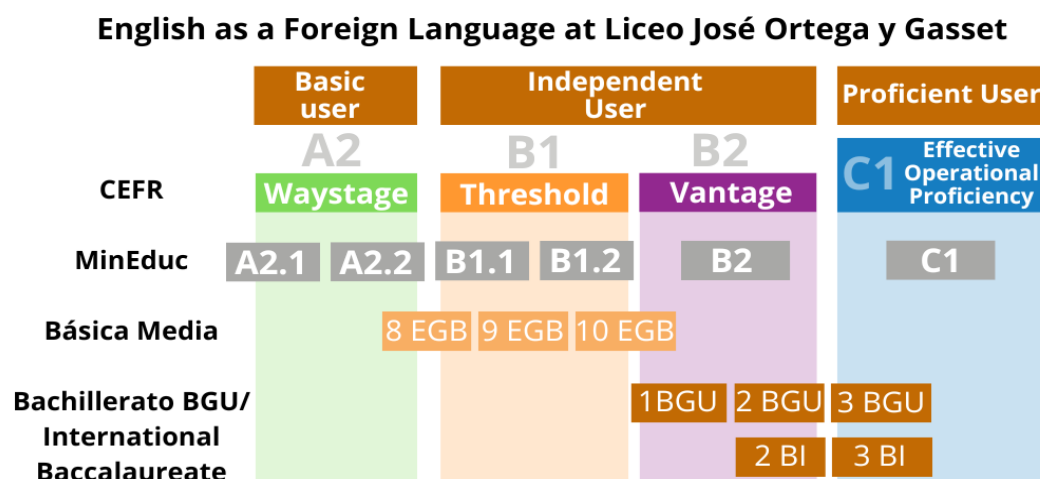 English as a Foreign Language at Liceo José Ortega y Gasset
Basic
user
Independent
User
Proficient User
A2
B1
B2
C1
Effective
Operational
Proficiency
CEFR
Waystage
Threshold
Vantage
MinEduc
A2.1
A2.2
B1.1
B1.2
B2
C1
Básica Media
8 EGB
9 EGB
10 EGB
Bachillerato BGU/
International
Baccalaureate
1BGU
2 BGU
3 BGU
2 BI
3 BI